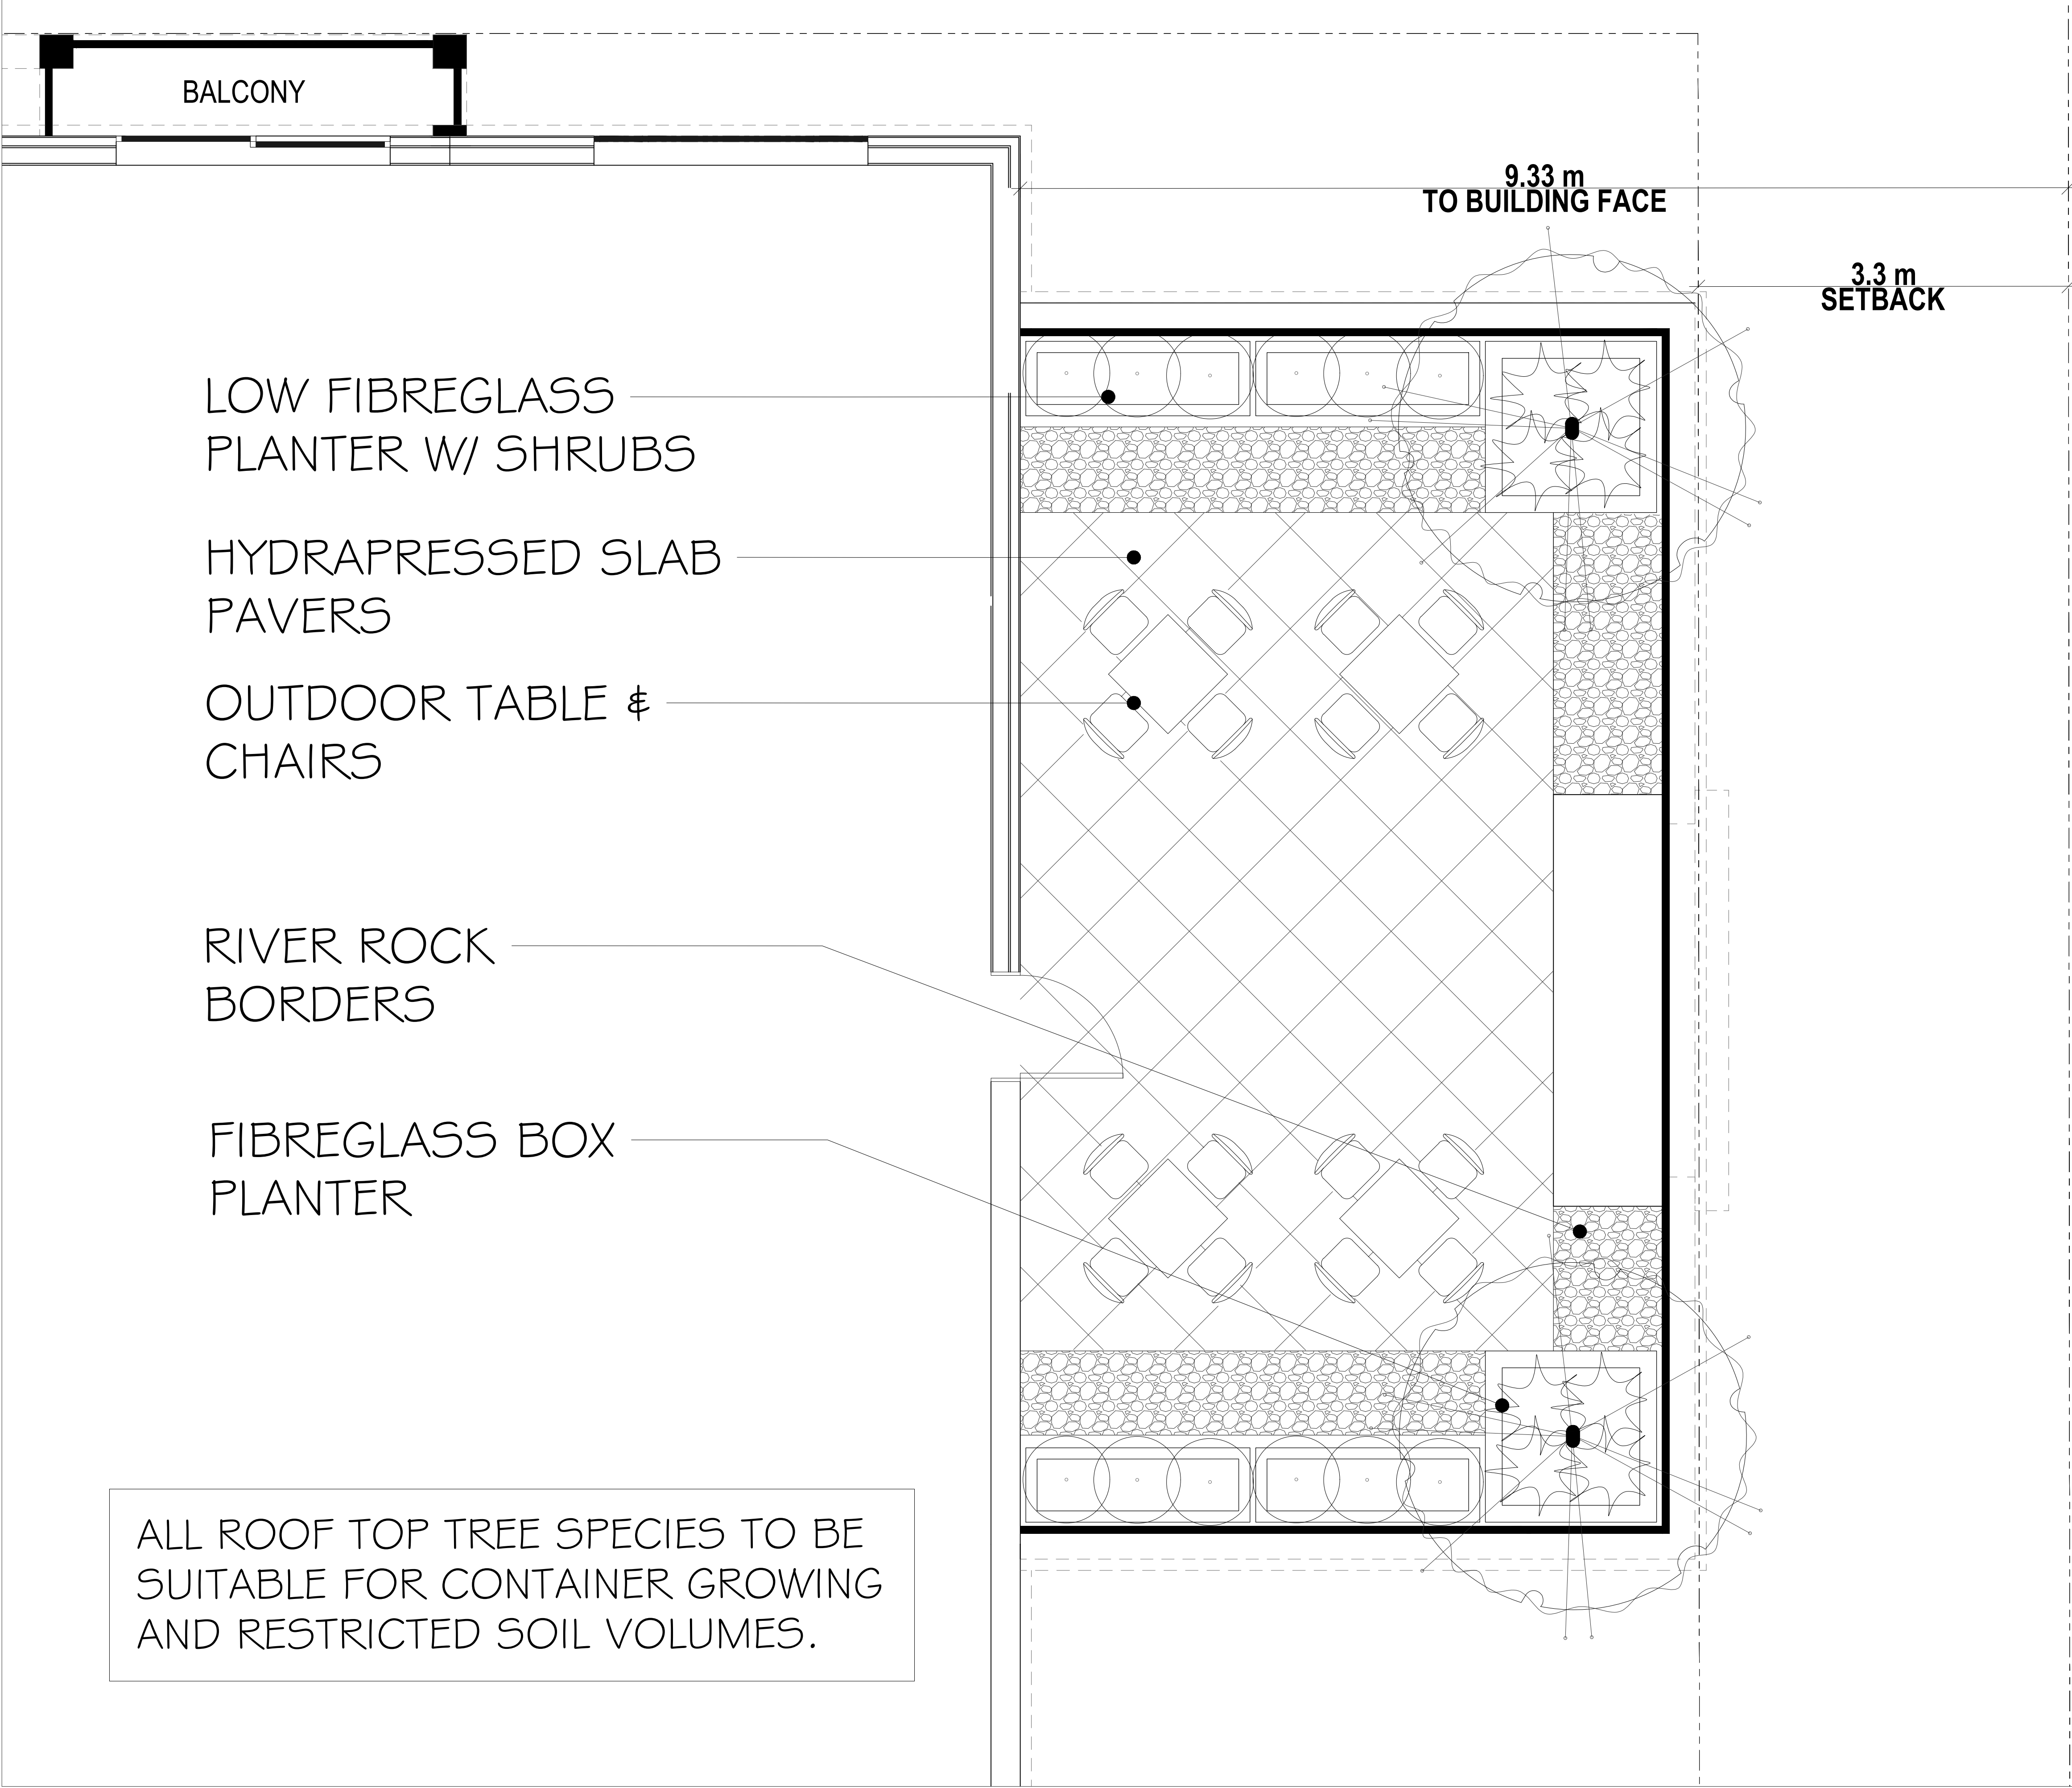 BALCONY
9.33 m
TO BUILDING FACE
3.3 m
SETBACK
LOW FIBREGLASS
PLANTER W/ SHRUBS
HYDRAPRESSED SLAB
PAVERS
OUTDOOR TABLE &
CHAIRS
RIVER ROCK
BORDERS
FIBREGLASS BOX
PLANTER
ALL ROOF TOP TREE SPECIES TO BE
SUITABLE FOR CONTAINER GROWING
AND RESTRICTED SOIL VOLUMES.